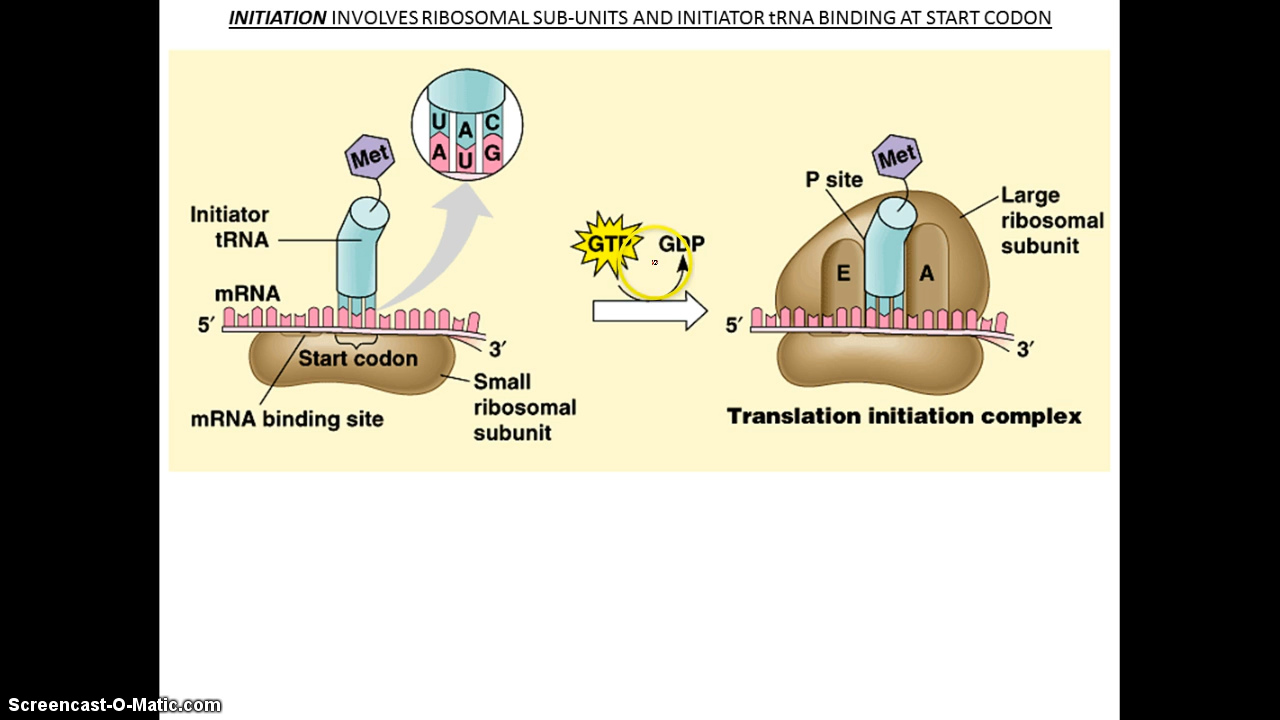 INITIATION INVOLVES RIBOSOMAL SUB-UNITS AND INITIATOR tRNA BINDING AT START CODON
U A C
A U G
Met
Initiator
tRNA
mRNA
5′
3′
Start codon
mRNA binding site
Small
ribosomal
subunit
GTP
GDP
Met
P site
Large
ribosomal
subunit
E
A
5′
3′
Translation initiation complex
Screencast-O-Matic.com